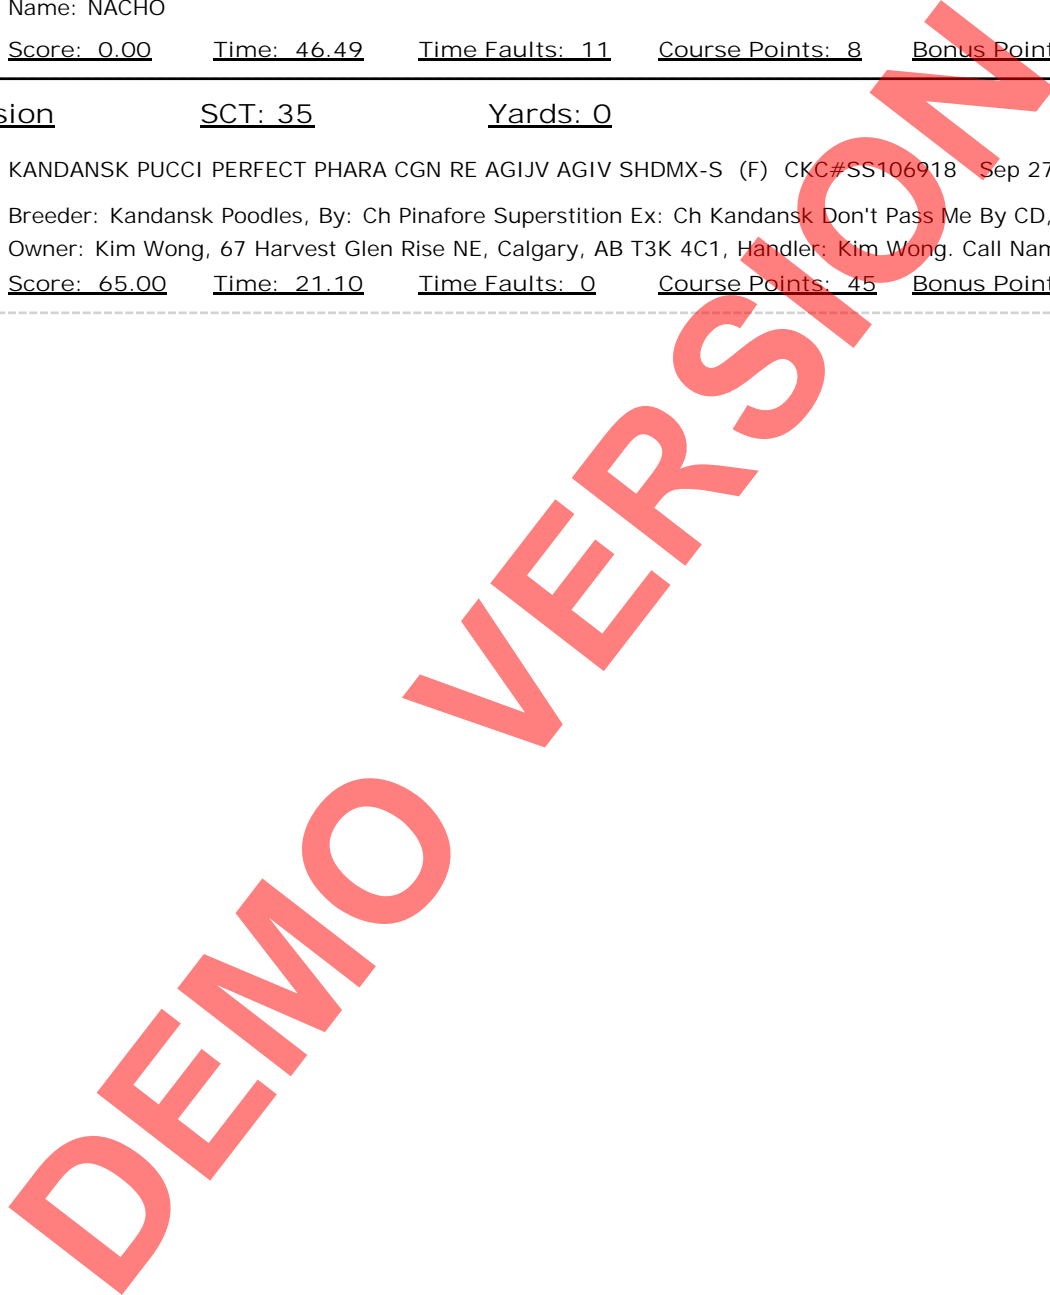 Name: NACHO
Score: 0.00 Time: 46.49 Time Faults: 11 Course Points: 8 Bonus Point
sion SCT: 35 Yards: 0
KANDANSK PUCCI PERFECT PHARA CGN RE AGIJV AGIV SHDMX-S (F) CKC#SS106918 Sep 27
Breeder: Kandansk Poodles, By: Ch Pinafore Superstition Ex: Ch Kandansk Don't Pass Me By CD,
Owner: Kim Wong, 67 Harvest Glen Rise NE, Calgary, AB T3K 4C1, Handler: Kim Wong. Call Nam
Score: 65.00 Time: 21.10 Time Faults: 0 Course Points: 45 Bonus Point
DEMO VERSION